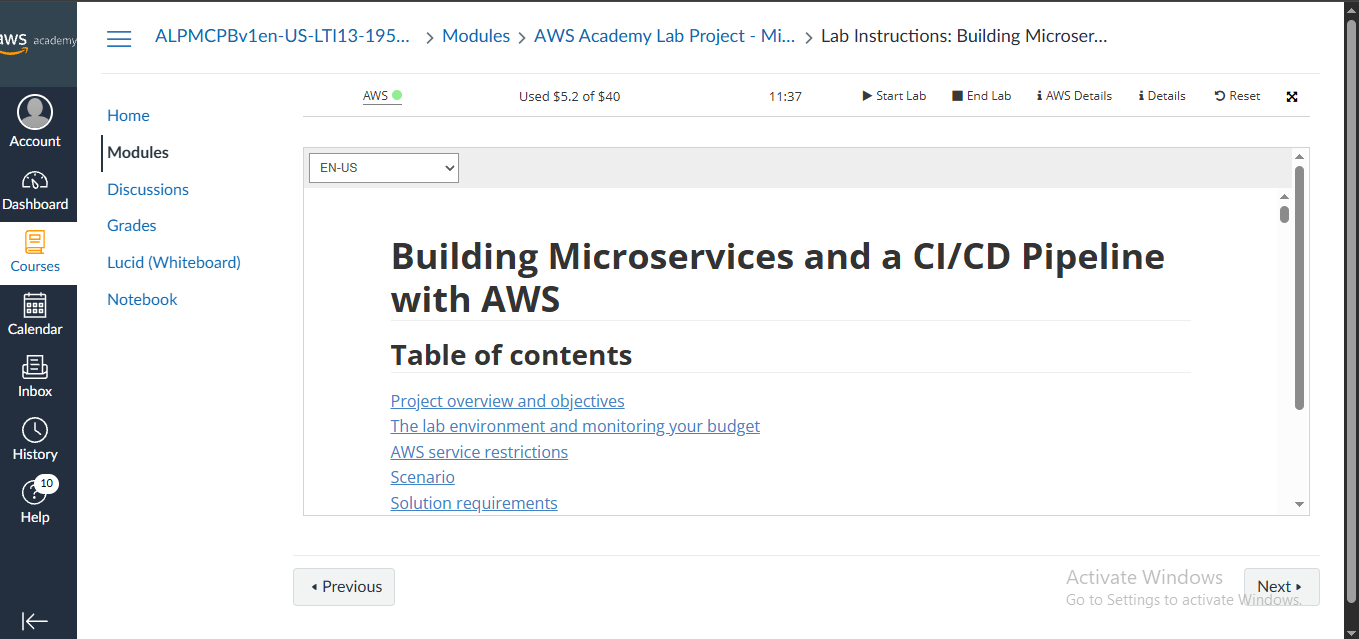 aws academy
ALPMCPBv1en-US-LTI13-195... > Modules > AWS Academy Lab Project - Mi... > Lab Instructions: Building Microser...
Account
Dashboard
Courses
Calendar
Inbox
History
10
Help
Home
Modules
Discussions
Grades
Lucid (Whiteboard)
Notebook
AWS
Used $5.2 of $40
11:37
Start Lab
End Lab
AWS Details
Details
Reset
EN-US
Building Microservices and a CI/CD Pipeline
with AWS
Table of contents
Project overview and objectives
The lab environment and monitoring your budget
AWS service restrictions
Scenario
Solution requirements
Previous
Next
Activate Windows
Go to Settings to activate Windows.